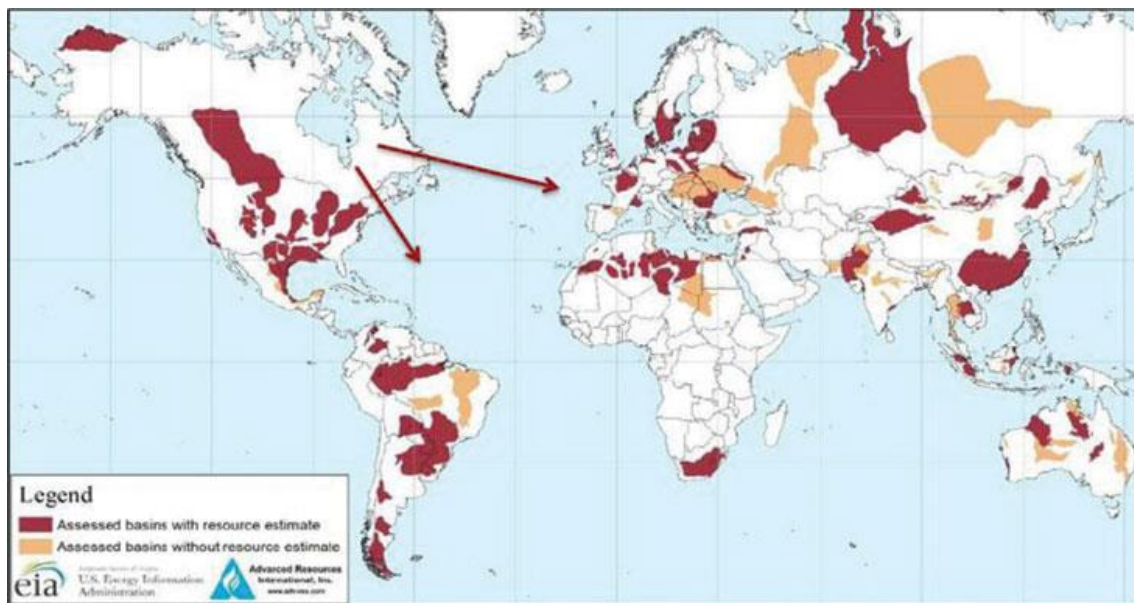 Legend
Assessed basins with resource estimate
Assessed basins without resource estimate
eia
U.S. Energy Information
Administration
Advanced Resources
International, Inc.